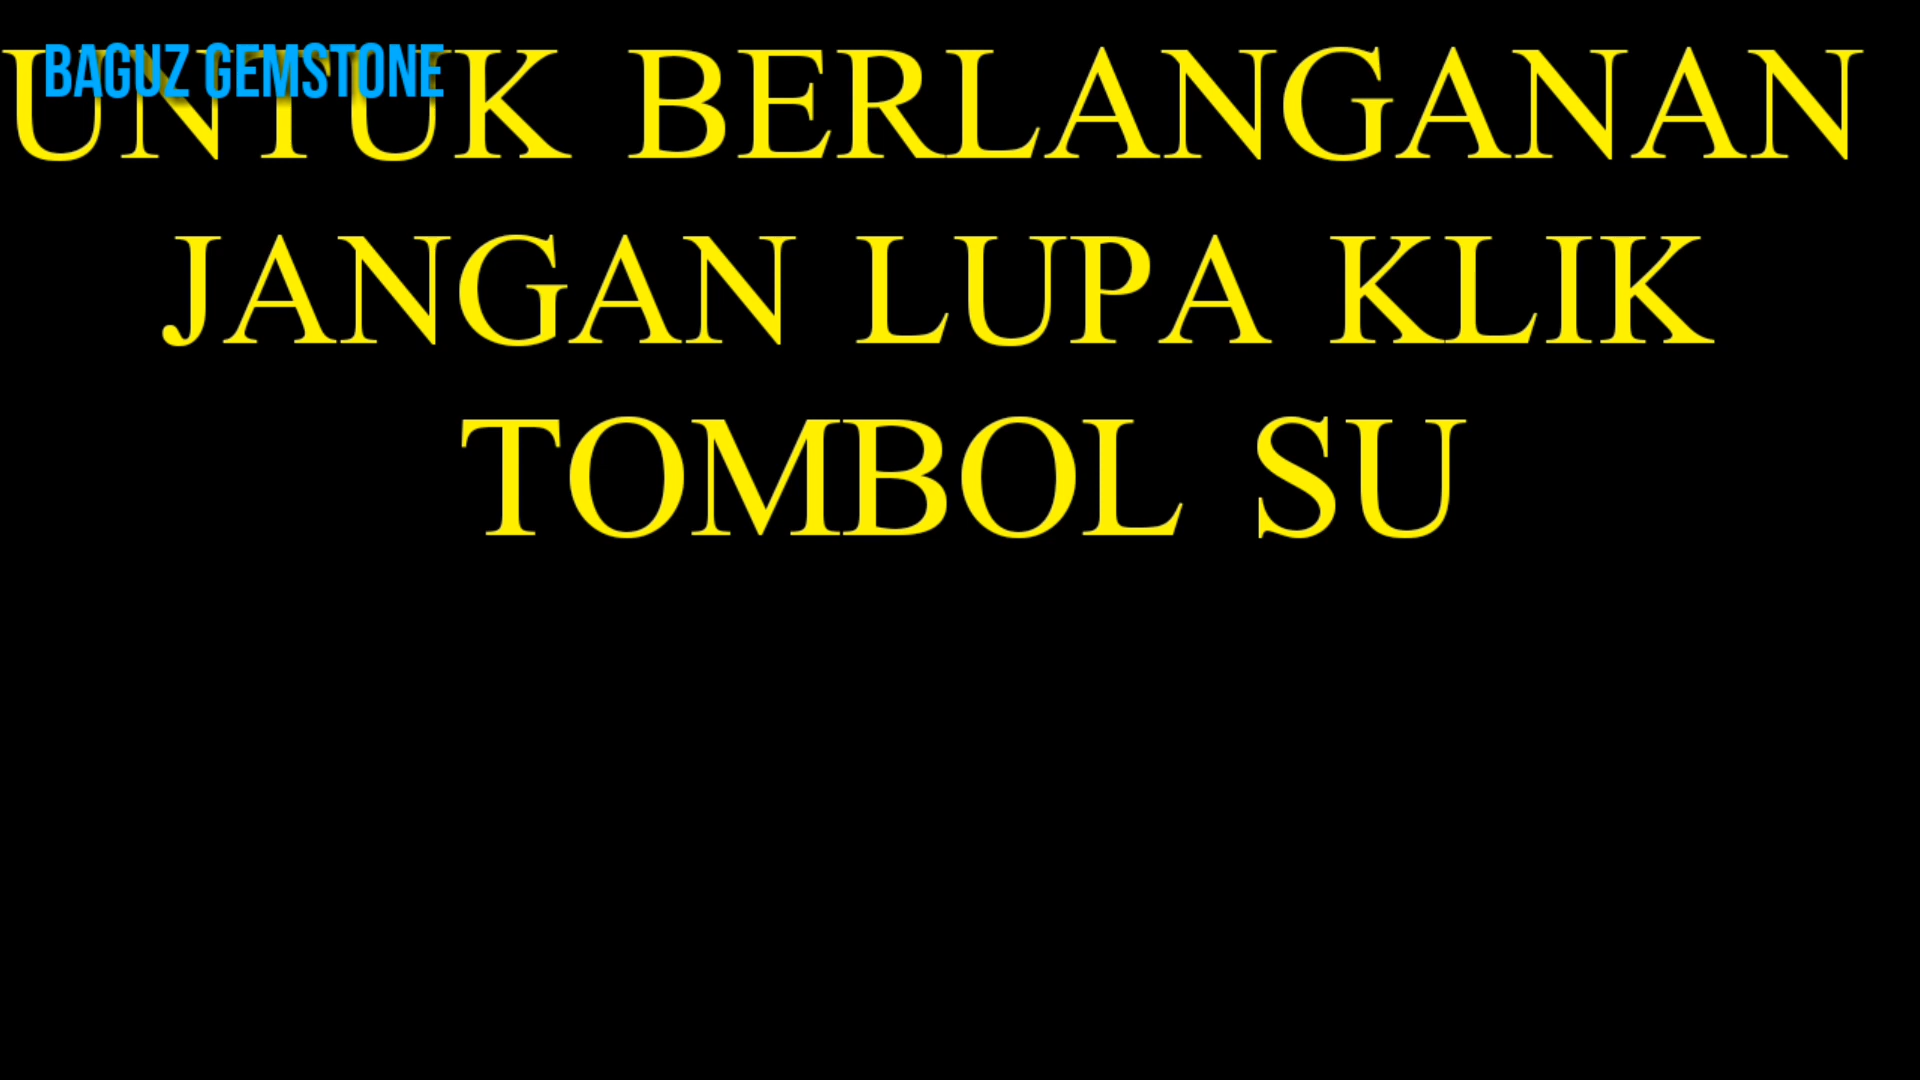 BAGUZ GEMSTONE
UNTUK BERLANGANAN
JANGAN LUPA KLIK
TOMBOL SU